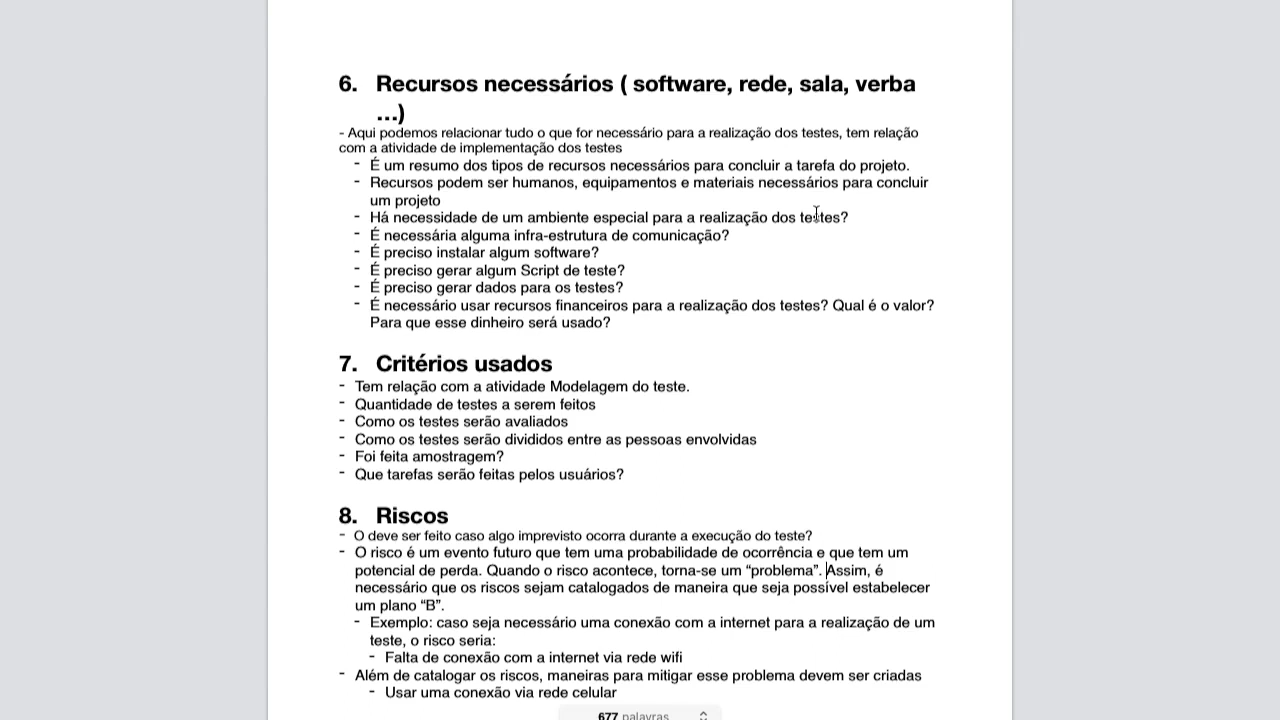 6. Recursos necessários ( software, rede, sala, verba
...)
- Aqui podemos relacionar tudo o que for necessário para a realização dos testes, tem relação
com a atividade de implementação dos testes
- É um resumo dos tipos de recursos necessários para concluir a tarefa do projeto.
- Recursos podem ser humanos, equipamentos e materiais necessários para concluir
um projeto
- Há necessidade de um ambiente especial para a realização dos testes?
- É necessária alguma infra-estrutura de comunicação?
- É preciso instalar algum software?
- É preciso gerar algum Script de teste?
- É preciso gerar dados para os testes?
- É necessário usar recursos financeiros para a realização dos testes? Qual é o valor?
Para que esse dinheiro será usado?
7. Critérios usados
- Tem relação com a atividade Modelagem do teste.
- Quantidade de testes a serem feitos
- Como os testes serão avaliados
- Como os testes serão divididos entre as pessoas envolvidas
- Foi feita amostragem?
- Que tarefas serão feitas pelos usuários?
8. Riscos
- O deve ser feito caso algo imprevisto ocorra durante a execução do teste?
- O risco é um evento futuro que tem uma probabilidade de ocorrência e que tem um
potencial de perda. Quando o risco acontece, torna-se um “problema”. Assim, é
necessário que os riscos sejam catalogados de maneira que seja possível estabelecer
um plano “B”.
- Exemplo: caso seja necessário uma conexão com a internet para a realização de um
teste, o risco seria:
- Falta de conexão com a internet via rede wifi
- Além de catalogar os riscos, maneiras para mitigar esse problema devem ser criadas
- Usar uma conexão via rede celular
677 palavras